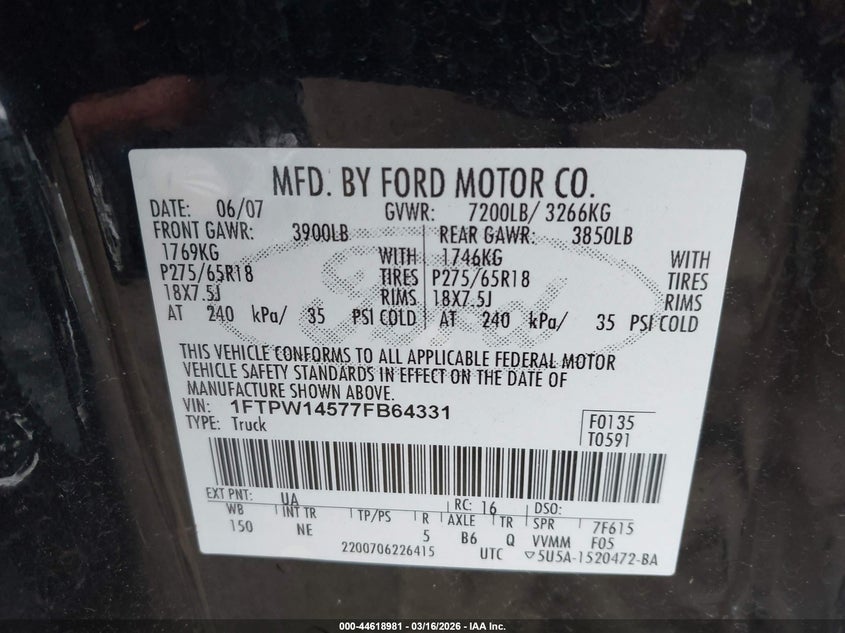 MFD. BY FORD MOTOR CO.
DATE: 06/07 GVWR: 7200LB/ 3266KG
FRONT GAWR: 3900LB REAR GAWR: 3850LB
1769KG WITH 1746KG WITH
P275/65R18 TIRES P275/65R18 TIRES
18X7.5J RIMS 18X7.5J RIMS
AT 240 kPa/ 35 PSI COLD AT 240 kPa/ 35 PSI COLD
Ford
THIS VEHICLE CONFORMS TO ALL APPLICABLE FEDERAL MOTOR
VEHICLE SAFETY STANDARDS IN EFFECT ON THE DATE OF
MANUFACTURE SHOWN ABOVE.
VIN: 1FTPW14577FB64331
TYPE: Truck
F0135
T0591
EXT PNT: UA RC: 16 DSO:
WB INT TR TP/PS R AXLE TR SPR 7F615
150 NE 5 B6 Q VVMM F05
2200706226415 UTC ▽5U5A-1520472-BA
000-44618981 - 03/16/2026 - IAA Inc.